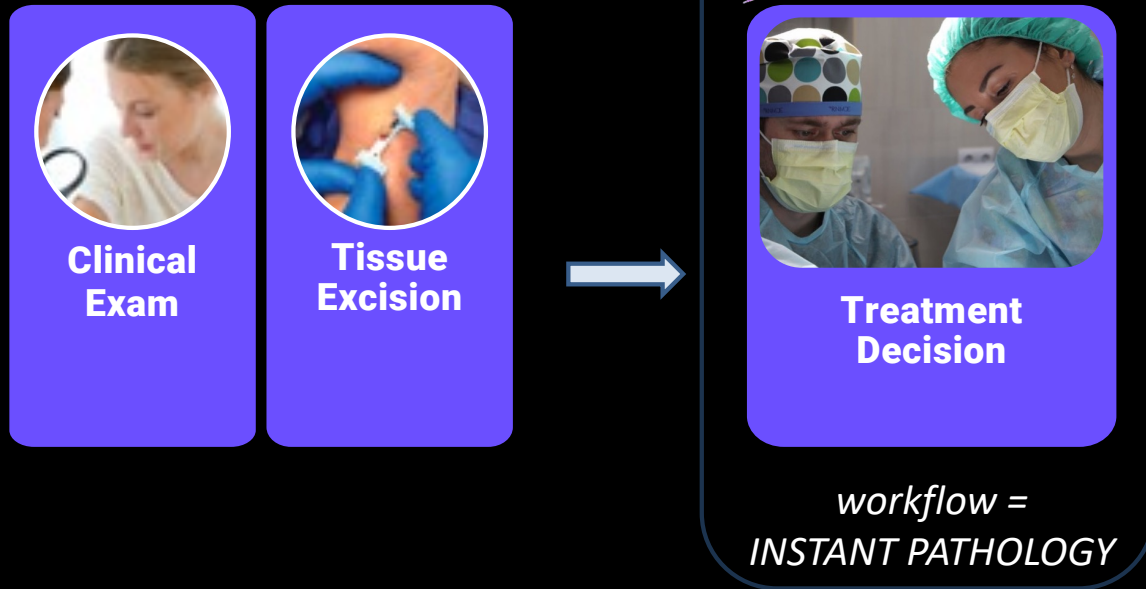 Clinical
Exam
Tissue
Excision
Treatment
Decision
workflow =
INSTANT PATHOLOGY